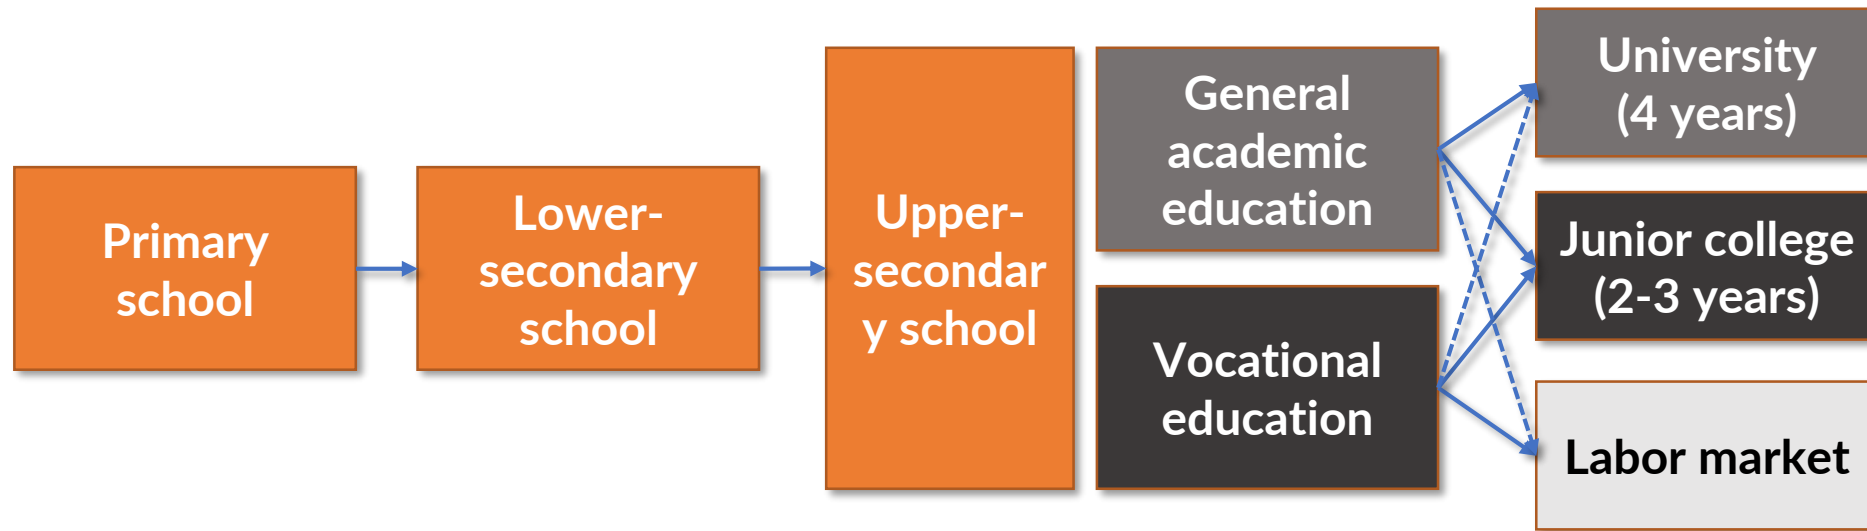 Primary
school
Lower-
secondary
school
Upper-
secondar
y school
General
academic
education
Vocational
education
University
(4 years)
Junior college
(2-3 years)
Labor market